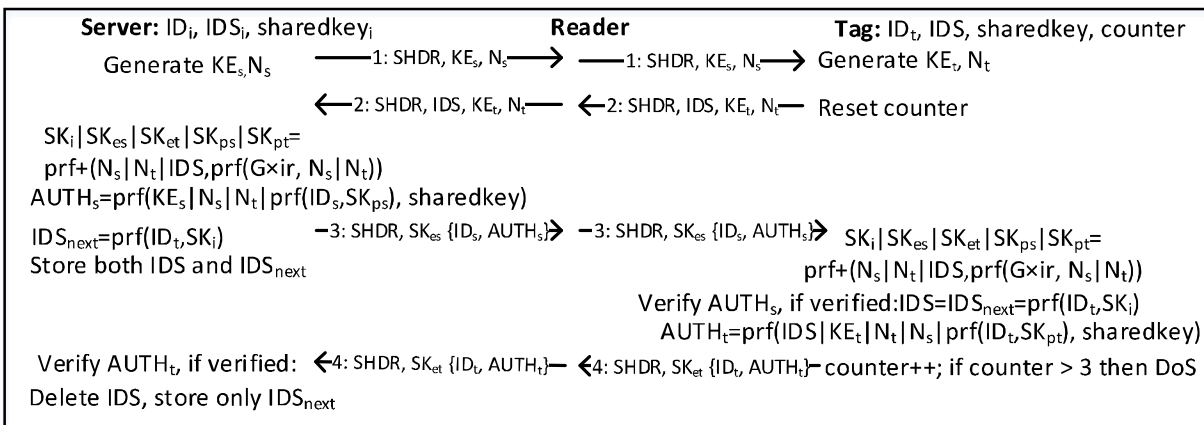 Server: IDᵢ, IDSᵢ, sharedkeyᵢ Reader Tag: IDₜ, IDS, sharedkey, counter
Generate KEₛ,Nₛ 1: SHDR, KEₛ, Nₛ 1: SHDR, KEₛ, Nₛ Generate KEₜ, Nₜ
2: SHDR, IDS, KEₜ, Nₜ 2: SHDR, IDS, KEₜ, Nₜ Reset counter
SKᵢ|SKₑₛ|SKₑₜ|SKₚₛ|SKₚₜ=
prf+(Nₛ|Nₜ|IDS,prf(G×ir, Nₛ|Nₜ))
AUTHₛ=prf(KEₛ|Nₛ|Nₜ|prf(IDₛ,SKₚₛ), sharedkey)
IDSₙₑₓₜ=prf(IDₜ,SKᵢ) 3: SHDR, SKₑₛ {IDₛ, AUTHₛ} 3: SHDR, SKₑₛ {IDₛ, AUTHₛ} SKᵢ|SKₑₛ|SKₑₜ|SKₚₛ|SKₚₜ=
Store both IDS and IDSₙₑₓₜ prf+(Nₛ|Nₜ|IDS,prf(G×ir, Nₛ|Nₜ))
Verify AUTHₛ, if verified:IDS=IDSₙₑₓₜ=prf(IDₜ,SKᵢ)
AUTHₜ=prf(IDS|KEₜ|Nₜ|Nₛ|prf(IDₜ,SKₚₜ), sharedkey)
Verify AUTHₜ, if verified: 4: SHDR, SKₑₜ {IDₜ, AUTHₜ} 4: SHDR, SKₑₜ {IDₜ, AUTHₜ} counter++; if counter > 3 then DoS
Delete IDS, store only IDSₙₑₓₜ